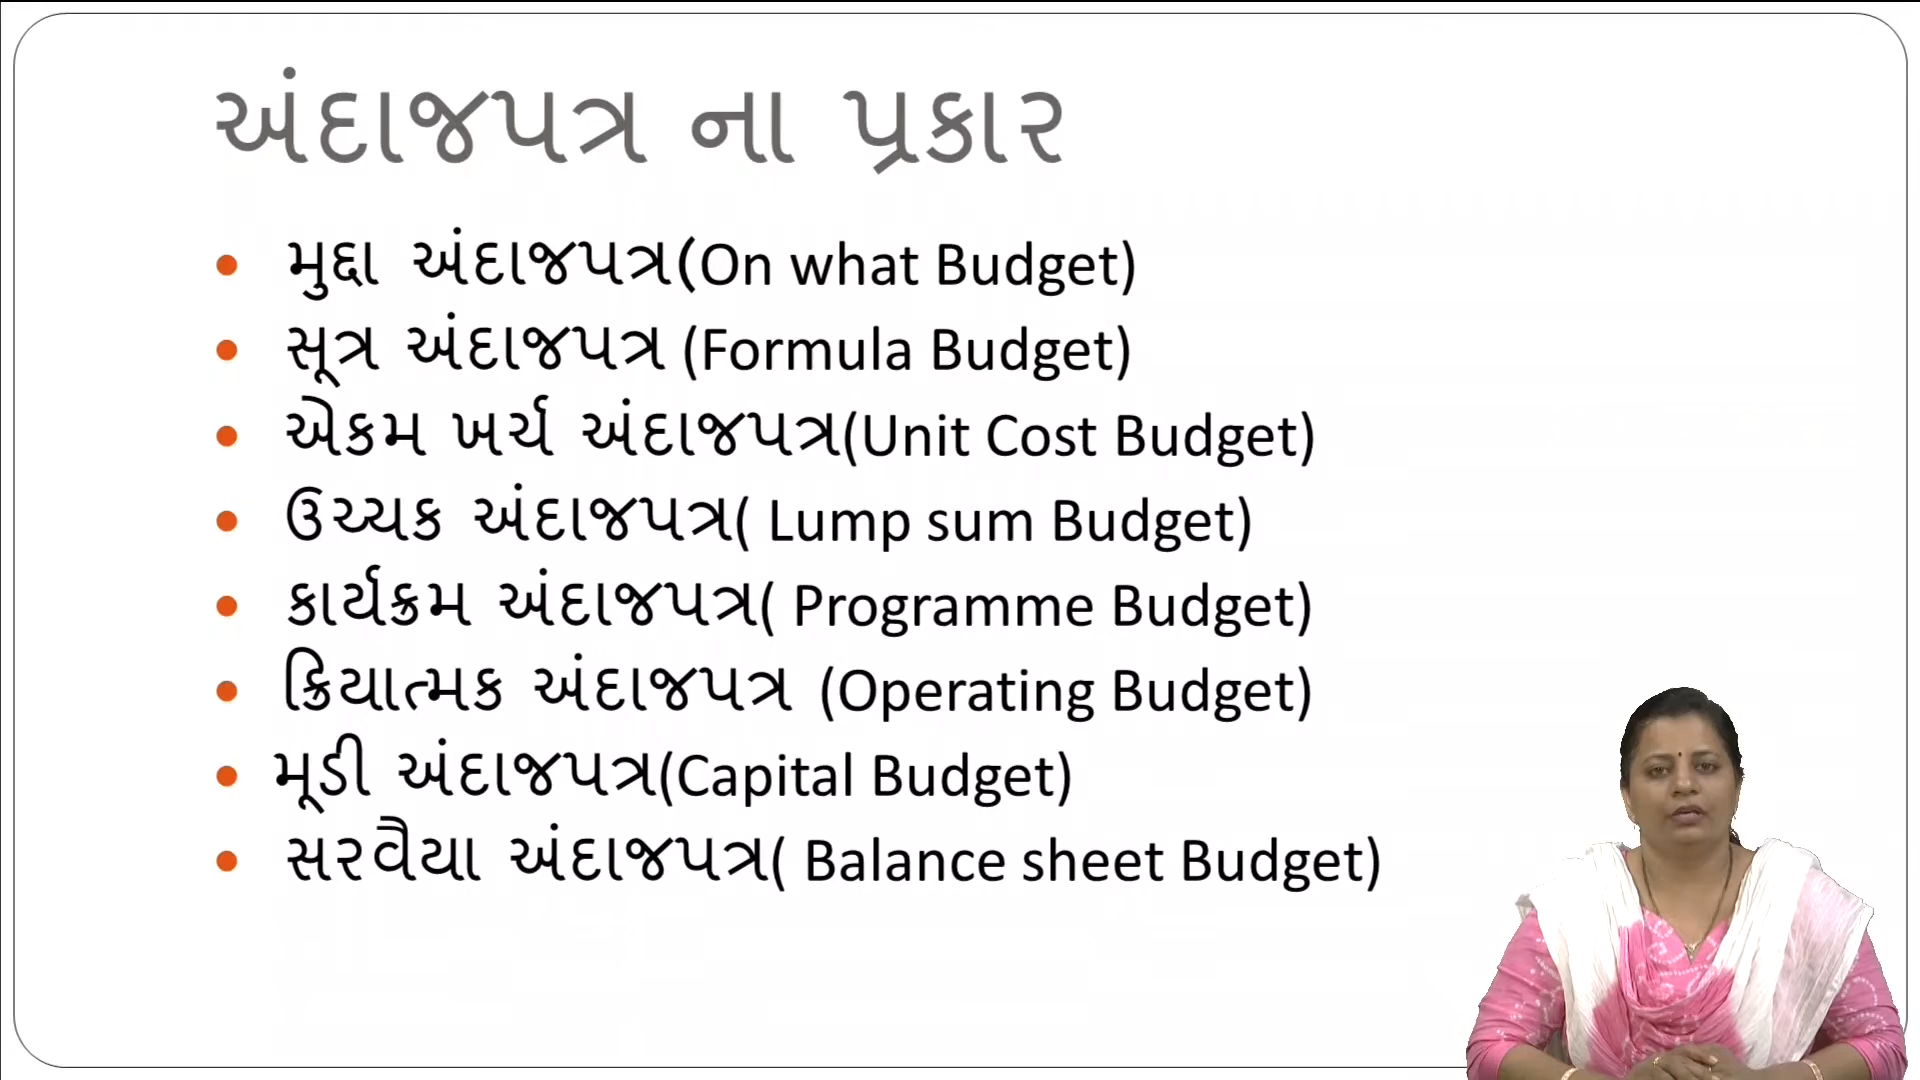 અંદાજપત્ર ના પ્રકાર
મુદ્દા અંદાજપત્ર(On what Budget)
સૂત્ર અંદાજપત્ર (Formula Budget)
એકમ ખર્ચ અંદાજપત્ર(Unit Cost Budget)
ઉચ્ચક અંદાજપત્ર( Lump sum Budget)
કાર્યક્રમ અંદાજપત્ર( Programme Budget)
ક્રિયાત્મક અંદાજપત્ર (Operating Budget)
મૂડી અંદાજપત્ર(Capital Budget)
સરવૈયા અંદાજપત્ર( Balance sheet Budget)